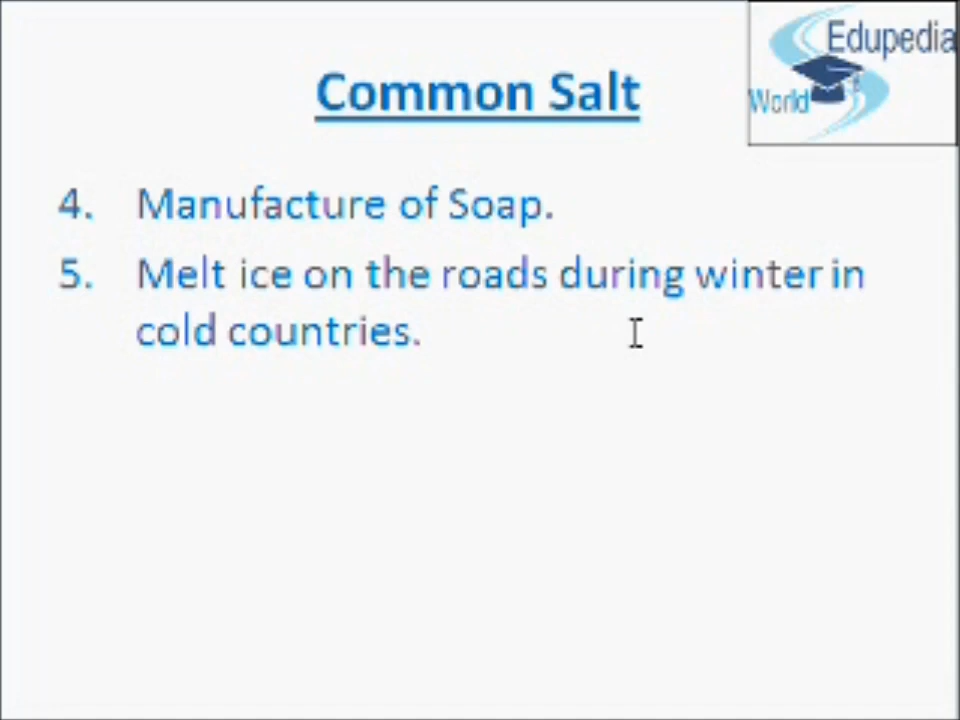 Edupedia
World
Common Salt
4. Manufacture of Soap.
5. Melt ice on the roads during winter in
cold countries.